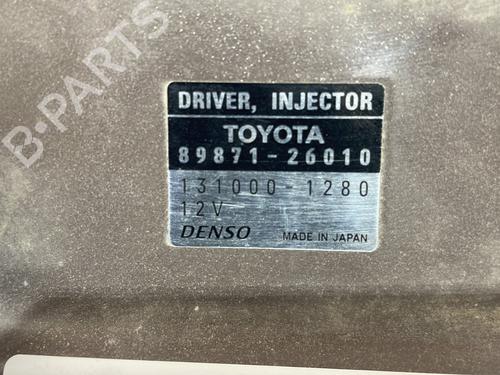 B-PARTS
DRIVER, INJECTOR
TOYOTA
89871-26010
131000-1280
12V
DENSO MADE IN JAPAN